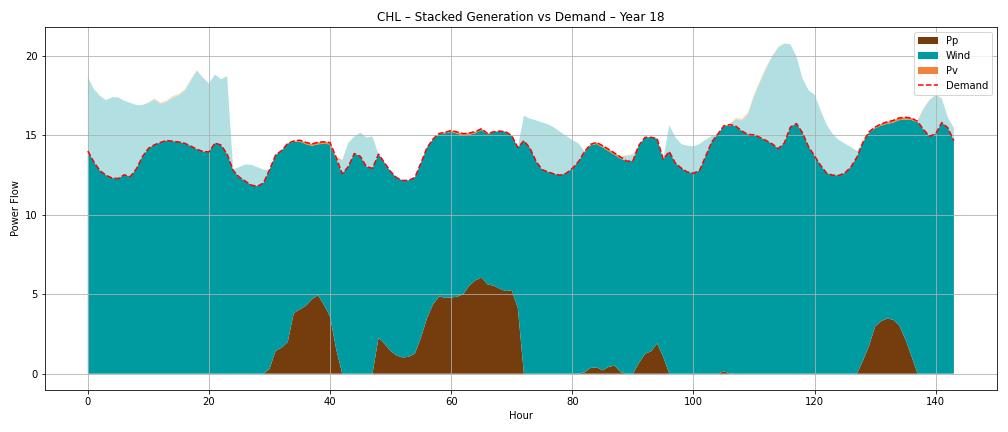 CHL – Stacked Generation vs Demand – Year 18
Pp
Wind
Pv
Demand
Power Flow
20
15
10
5
0
0 20 40 60 80 100 120 140
Hour